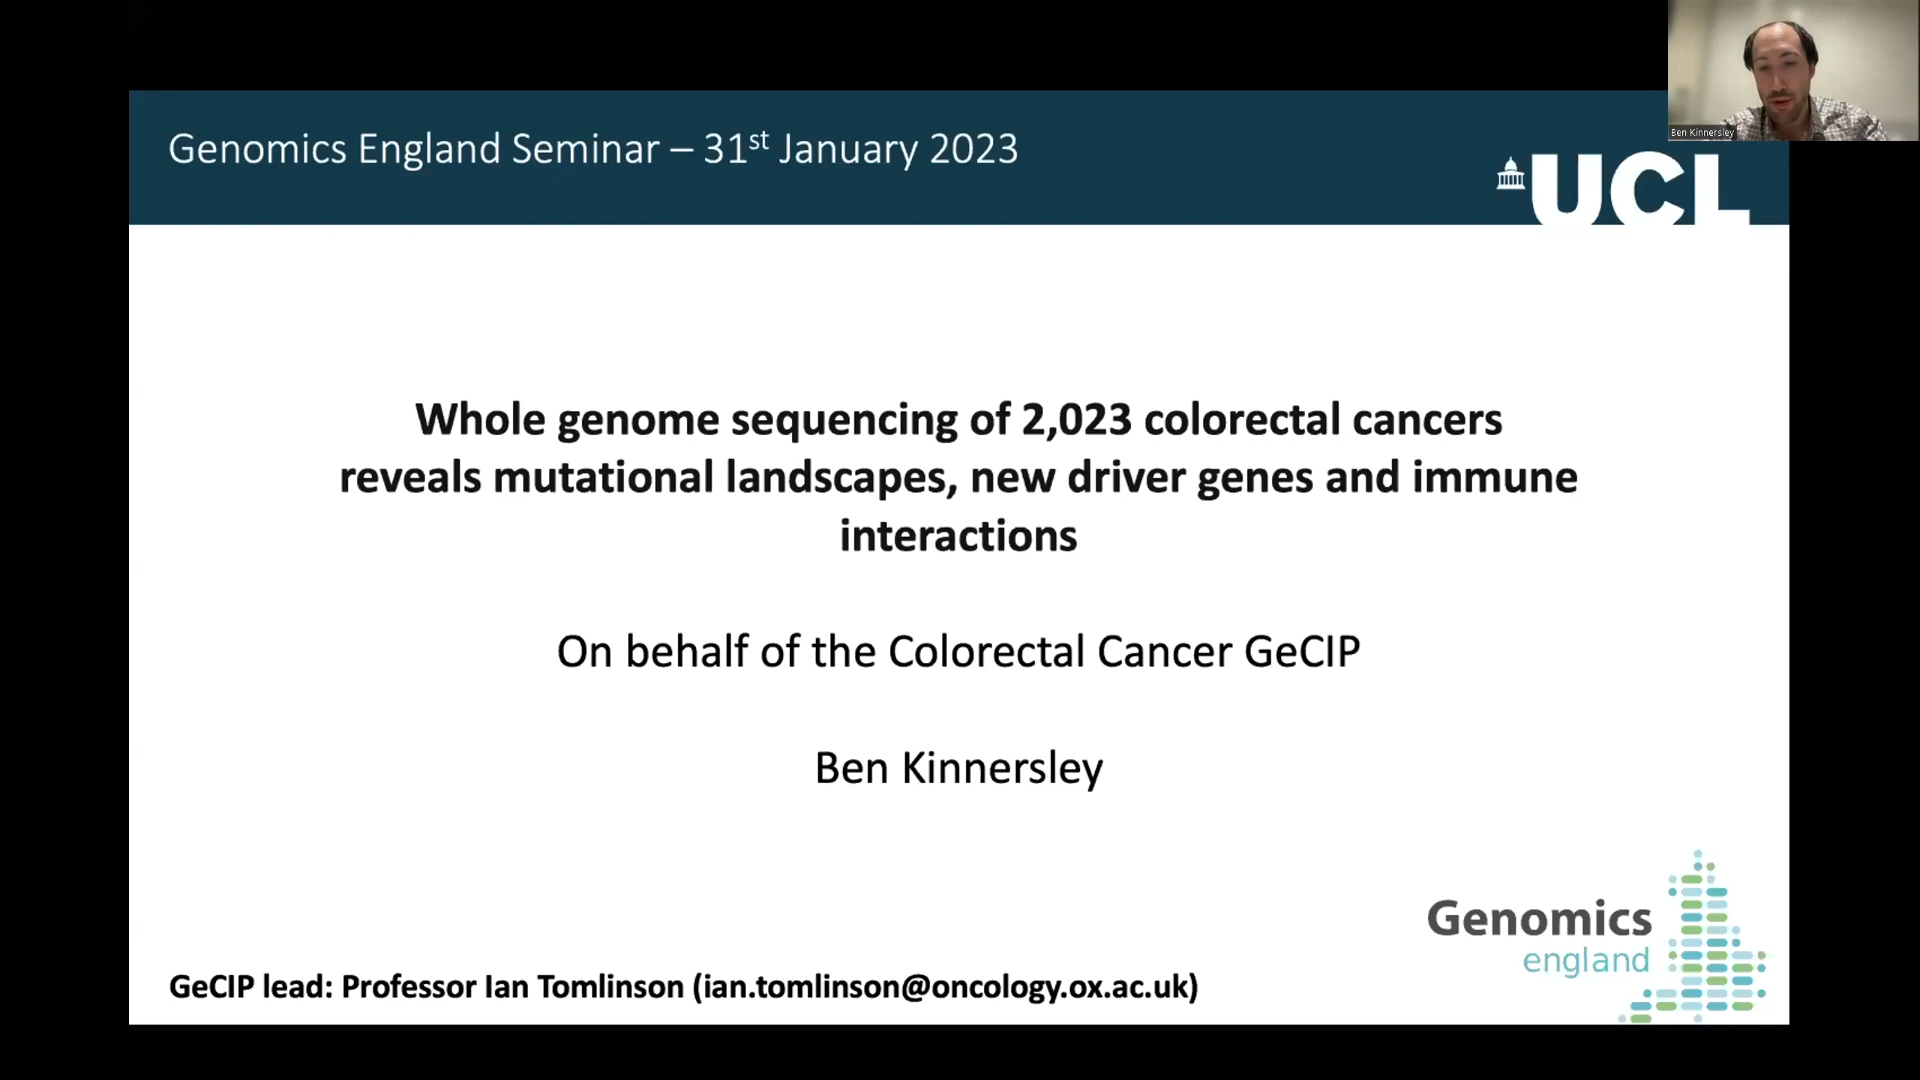 Ben Kinnersley
Genomics England Seminar – 31st January 2023
UCL
Whole genome sequencing of 2,023 colorectal cancers
reveals mutational landscapes, new driver genes and immune
interactions
On behalf of the Colorectal Cancer GeCIP
Ben Kinnersley
Genomics
england
GeCIP lead: Professor Ian Tomlinson (ian.tomlinson@oncology.ox.ac.uk)